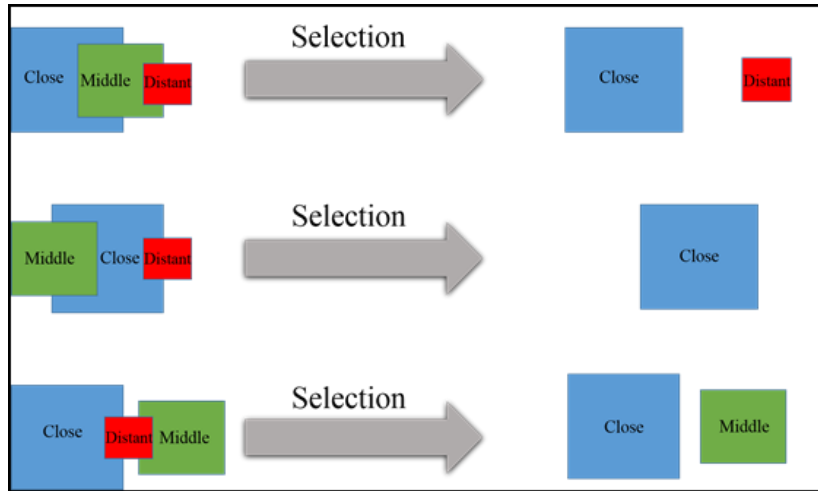 Selection
Close Middle Distant Close Distant
Selection
Middle Close Distant Close
Selection
Close Distant Middle Close Middle